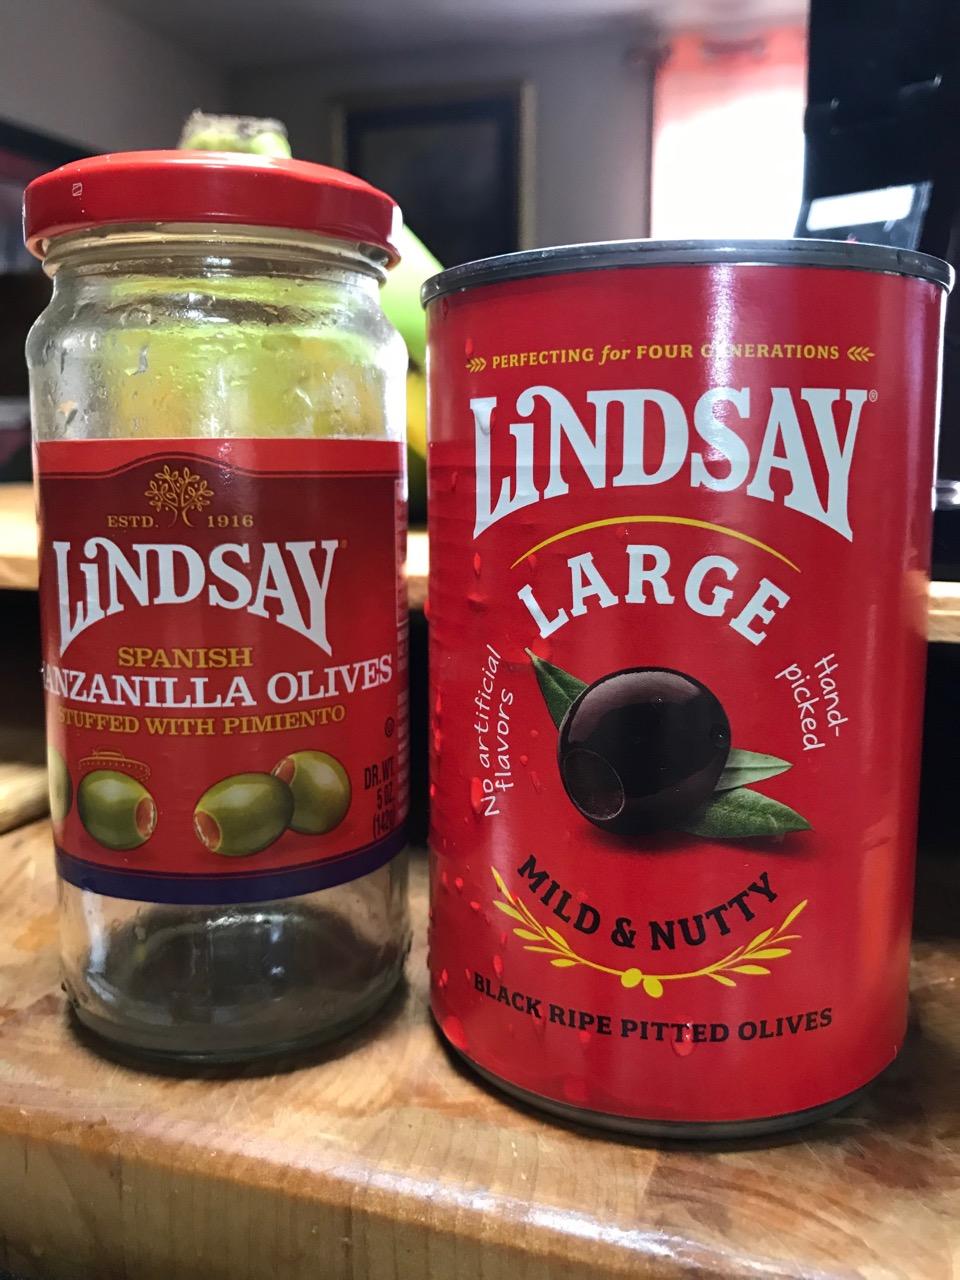 ESTD. 1916
LiNDSAY
SPANISH
ANZANILLA OLIVES
STUFFED WITH PIMIENTO
DR. WT.
5 OZ.
PERFECTING for FOUR GENERATIONS
LiNDSAY®
LARGE
No artificial
flavors
Hand-
picked
MILD & NUTTY
BLACK RIPE PITTED OLIVES